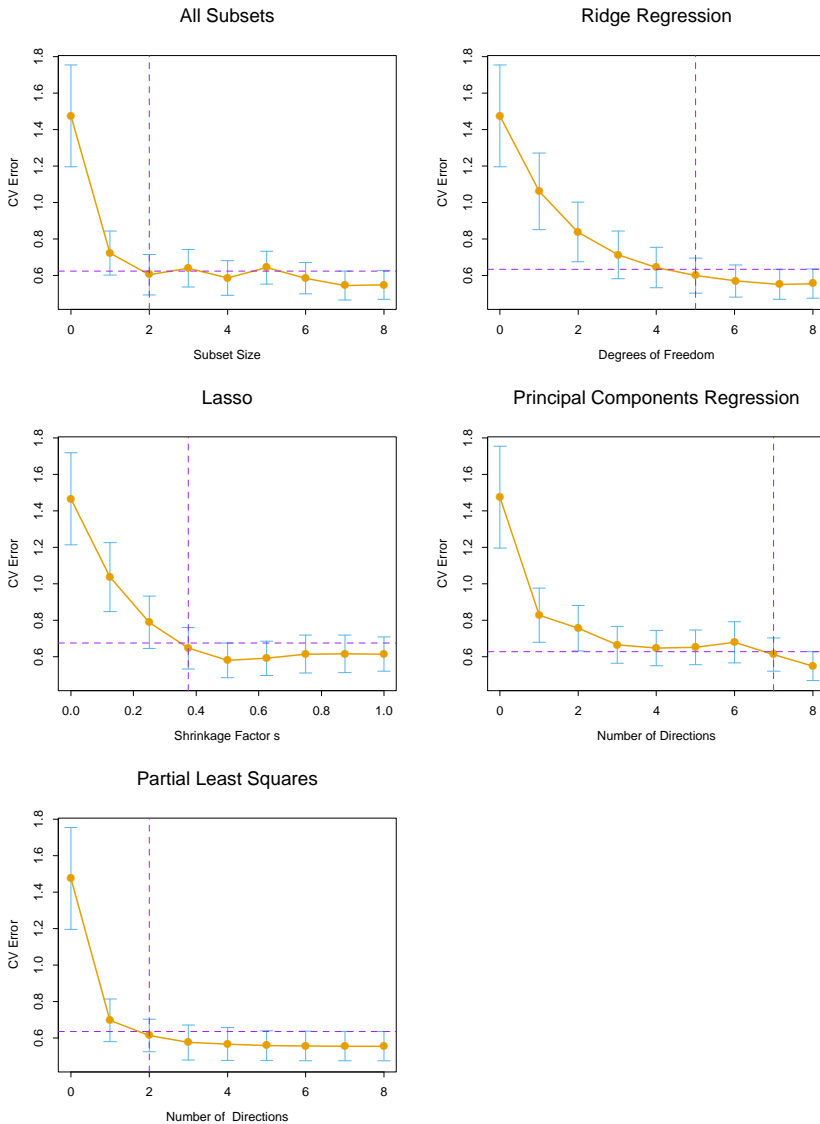 All Subsets
1.8
1.6
1.4
1.2
1.0
0.8
0.6
CV Error
0 2 4 6 8
Subset Size
Ridge Regression
1.8
1.6
1.4
1.2
1.0
0.8
0.6
CV Error
0 2 4 6 8
Degrees of Freedom
Lasso
1.8
1.6
1.4
1.2
1.0
0.8
0.6
CV Error
0.0 0.2 0.4 0.6 0.8 1.0
Shrinkage Factor s
Principal Components Regression
1.8
1.6
1.4
1.2
1.0
0.8
0.6
CV Error
0 2 4 6 8
Number of Directions
Partial Least Squares
1.8
1.6
1.4
1.2
1.0
0.8
0.6
CV Error
0 2 4 6 8
Number of Directions